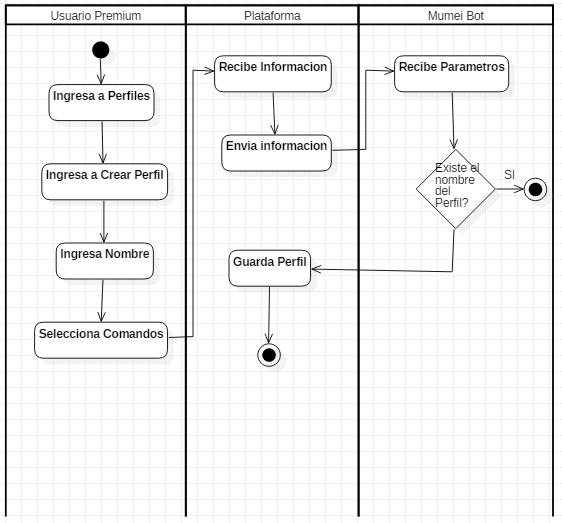 Usuario Premium
Plataforma
Mumei Bot
Ingresa a Perfiles
Ingresa a Crear Perfil
Ingresa Nombre
Selecciona Comandos
Recibe Informacion
Envia informacion
Guarda Perfil
Recibe Parametros
Existe el
nombre
del
Perfil?
SI